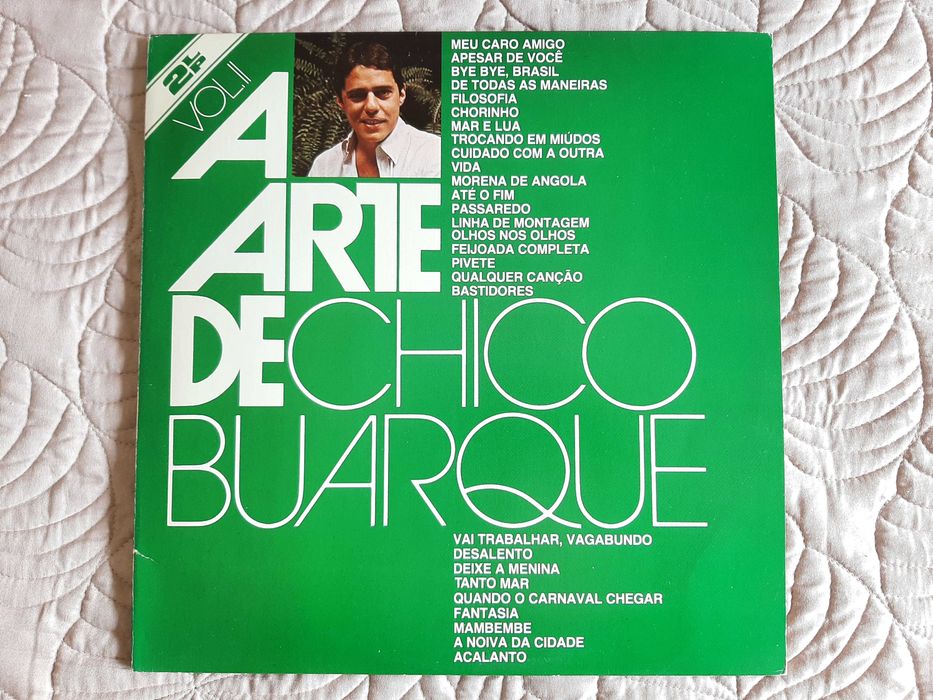 2 LP
VOL.II
A
ARTE
DE CHICO
BUARQUE
MEU CARO AMIGO
APESAR DE VOCÊ
BYE BYE, BRASIL
DE TODAS AS MANEIRAS
FILOSOFIA
CHORINHO
MAR E LUA
TROCANDO EM MIÚDOS
CUIDADO COM A OUTRA
VIDA
MORENA DE ANGOLA
ATÉ O FIM
PASSAREDO
LINHA DE MONTAGEM
OLHOS NOS OLHOS
FEIJOADA COMPLETA
PIVETE
QUALQUER CANÇÃO
BASTIDORES
VAI TRABALHAR, VAGABUNDO
DESALENTO
DEIXE A MENINA
TANTO MAR
QUANDO O CARNAVAL CHEGAR
FANTASIA
MAMBEMBE
A NOIVA DA CIDADE
ACALANTO